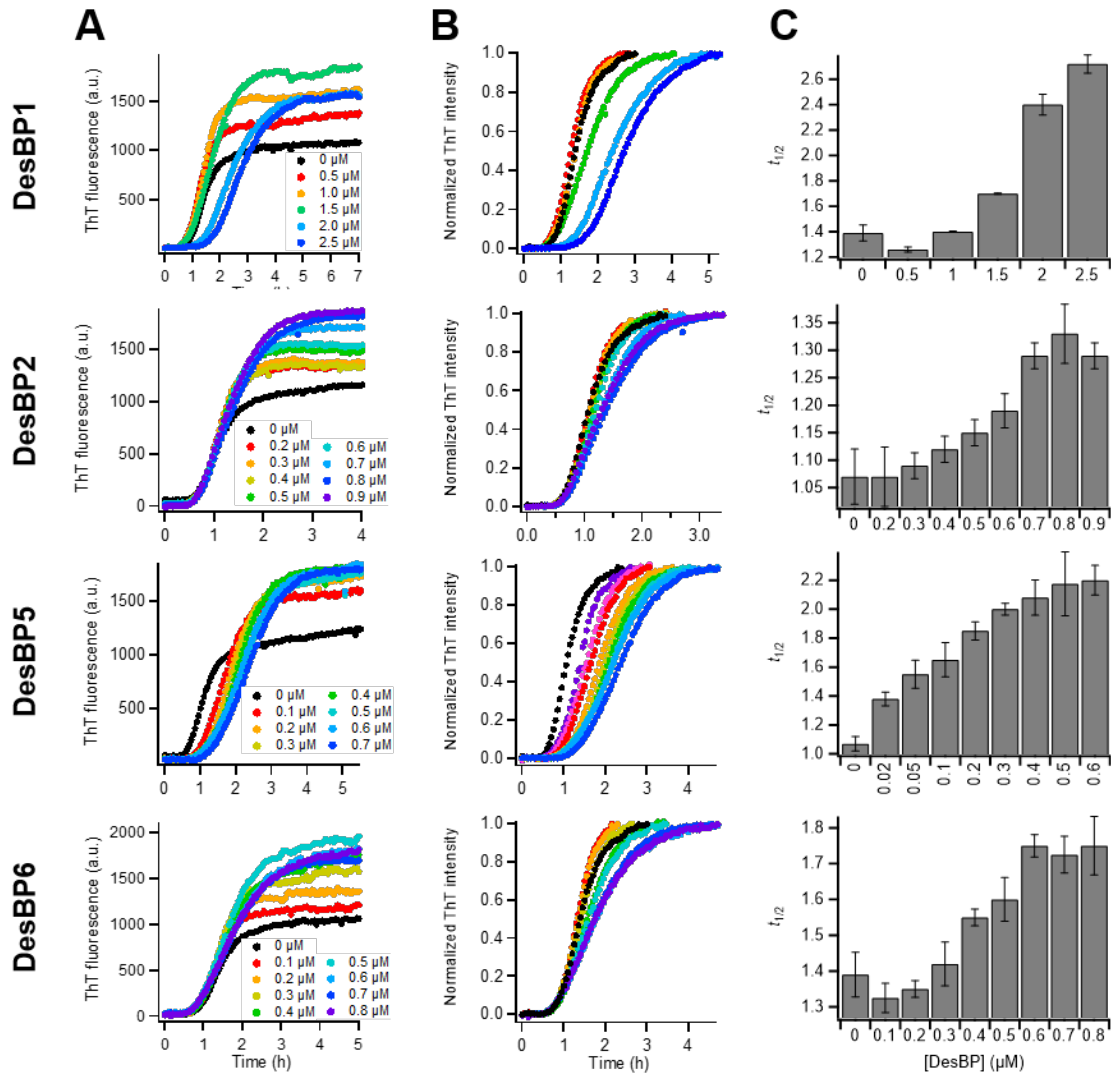 A
B
C
DesBP1
ThT fluorescence (a.u.)
1500
1000
500
0 1 2 3 4 5 6 7
0 µM
0.5 µM
1.0 µM
1.5 µM
2.0 µM
2.5 µM
Time (h)
Normalized ThT intensity
1.0
0.8
0.6
0.4
0.2
0.0
0 1 2 3 4 5
t1/2
2.6
2.4
2.2
2.0
1.8
1.6
1.4
1.2
0 0.5 1 1.5 2 2.5
DesBP2
ThT fluorescence (a.u.)
1500
1000
500
0
0 1 2 3 4
0 µM
0.2 µM
0.3 µM
0.4 µM
0.5 µM
0.6 µM
0.7 µM
0.8 µM
0.9 µM
Normalized ThT intensity
1.0
0.8
0.6
0.4
0.2
0.0
0.0 1.0 2.0 3.0
t1/2
1.35
1.30
1.25
1.20
1.15
1.10
1.05
0 0.2 0.3 0.4 0.5 0.6 0.7 0.8 0.9
DesBP5
ThT fluorescence (a.u.)
1500
1000
500
0 1 2 3 4 5
0 µM
0.1 µM
0.2 µM
0.3 µM
0.4 µM
0.5 µM
0.6 µM
0.7 µM
Normalized ThT intensity
1.0
0.8
0.6
0.4
0.2
0.0
0 1 2 3 4
t1/2
2.2
2.0
1.8
1.6
1.4
1.2
1.0
0 0.02 0.05 0.1 0.2 0.3 0.4 0.5 0.6
DesBP6
ThT fluorescence (a.u.)
2000
1500
1000
500
0
0 1 2 3 4 5
0 µM
0.1 µM
0.2 µM
0.3 µM
0.4 µM
0.5 µM
0.6 µM
0.7 µM
0.8 µM
Time (h)
Normalized ThT intensity
1.0
0.8
0.6
0.4
0.2
0.0
0 1 2 3 4
Time (h)
t1/2
1.8
1.7
1.6
1.5
1.4
1.3
0 0.1 0.2 0.3 0.4 0.5 0.6 0.7 0.8
[DesBP] (µM)